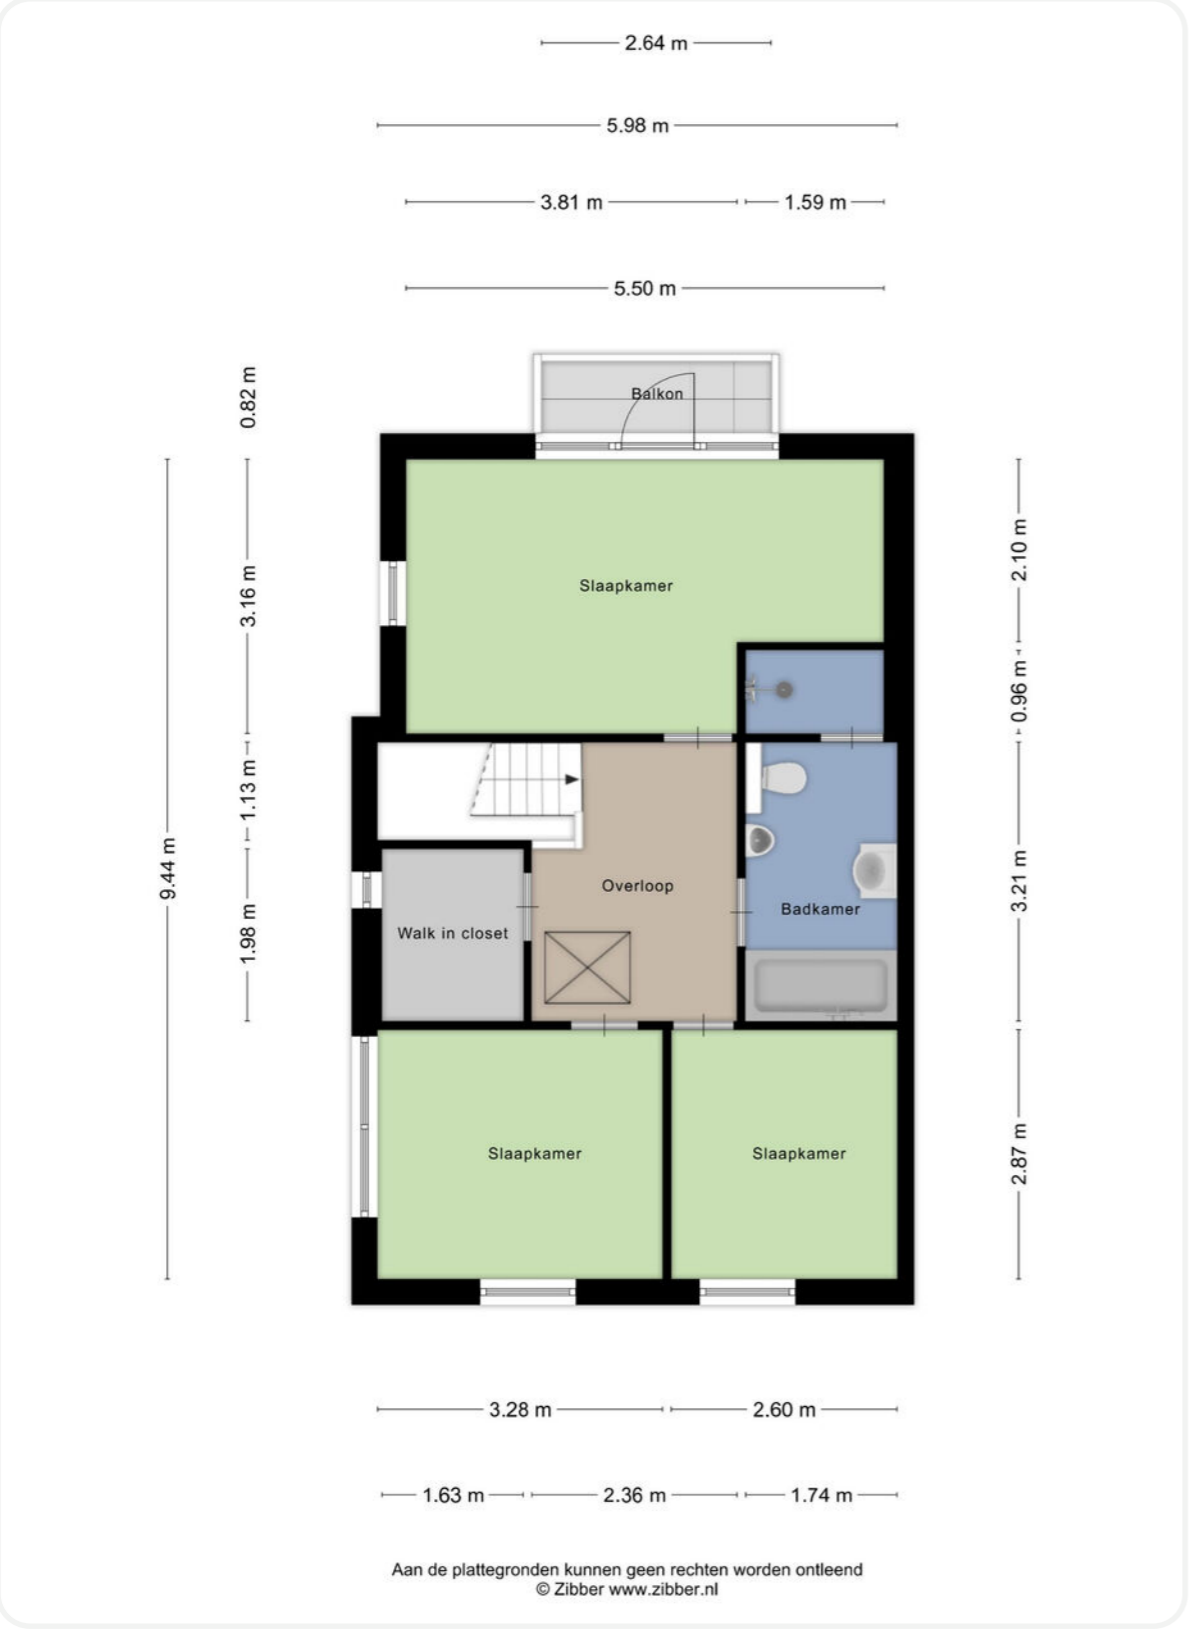 2.64 m
5.98 m
3.81 m
1.59 m
5.50 m
0.82 m
Balkon
3.16 m
2.10 m
Slaapkamer
0.96 m
1.13 m
9.44 m
3.21 m
Overloop
Badkamer
Walk in closet
1.98 m
Slaapkamer
Slaapkamer
2.87 m
3.28 m
2.60 m
1.63 m
2.36 m
1.74 m
Aan de plattegronden kunnen geen rechten worden ontleend
© Zibber www.zibber.nl